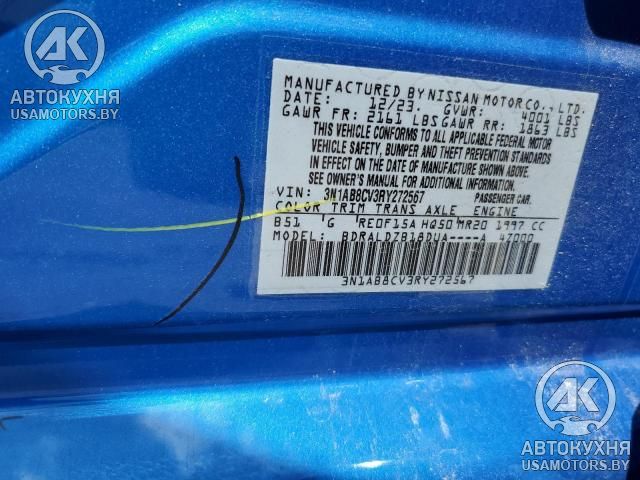 АК
АВТОКУХНЯ
USAMOTORS.BY
MANUFACTURED BY NISSAN MOTOR CO., LTD.
DATE: 12/23 GVWR: 4001 LBS
GAWR FR: 2161 LBS GAWR RR: 1863 LBS
THIS VEHICLE CONFORMS TO ALL APPLICABLE FEDERAL MOTOR
VEHICLE SAFETY, BUMPER AND THEFT PREVENTION STANDARDS
IN EFFECT ON THE DATE OF MANUFACTURE SHOWN ABOVE.
SEE OWNER'S MANUAL FOR ADDITIONAL INFORMATION
VIN: 3N1AB8CV3RY272567 PASSENGER CAR.
COLOR TRIM TRANS AXLE ENGINE
B51 'G 'RE0F15A HQ50 MR20 1997 CC
MODEL: BDRALDZB18DUA----A 47000
3N1AB8CV3RY272567
АК
АВТОКУХНЯ
USAMOTORS.BY